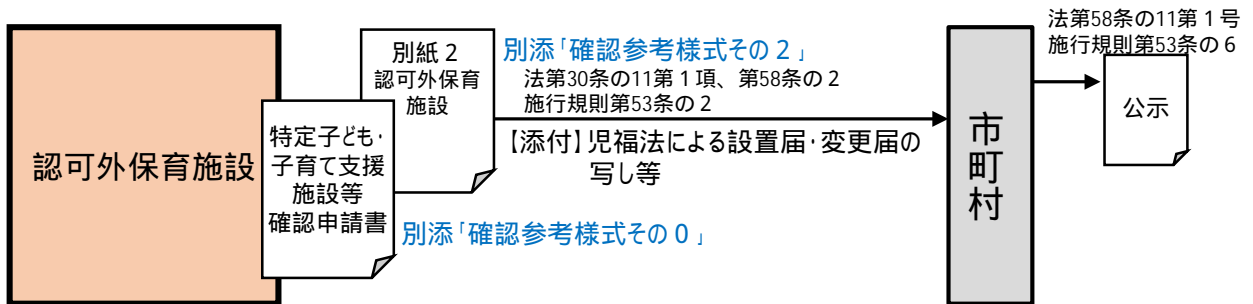 認可外保育施設
特定子ども・
子育て支援
施設等
確認申請書
別添「確認参考様式その０」
別紙２
認可外保育
施設
別添「確認参考様式その２」
法第30条の11第１項、第58条の２
施行規則第53条の２
【添付】児福法による設置届・変更届の
写し等
市町村
法第58条の11第１号
施行規則第53条の６
公示